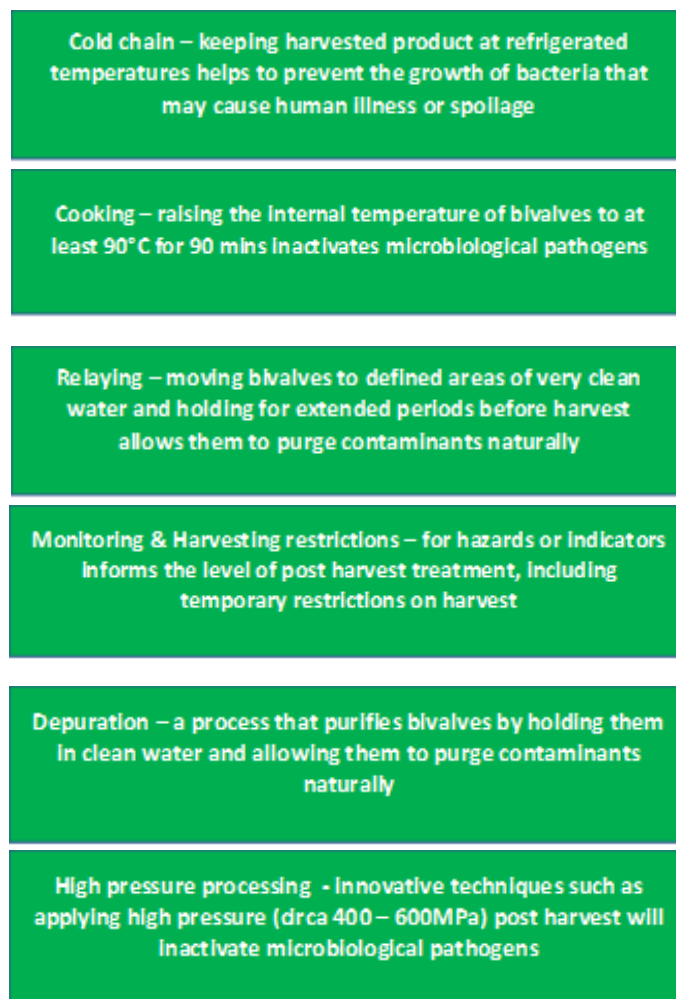 Cold chain – keeping harvested product at refrigerated
temperatures helps to prevent the growth of bacteria that
may cause human illness or spoilage
Cooking – raising the internal temperature of bivalves to at
least 90°C for 90 mins inactivates microbiological pathogens
Relaying – moving bivalves to defined areas of very clean
water and holding for extended periods before harvest
allows them to purge contaminants naturally
Monitoring & Harvesting restrictions – for hazards or indicators
informs the level of post harvest treatment, including
temporary restrictions on harvest
Depuration – a process that purifies bivalves by holding them
in clean water and allowing them to purge contaminants
naturally
High pressure processing - innovative techniques such as
applying high pressure (circa 400 – 600MPa) post harvest will
inactivate microbiological pathogens